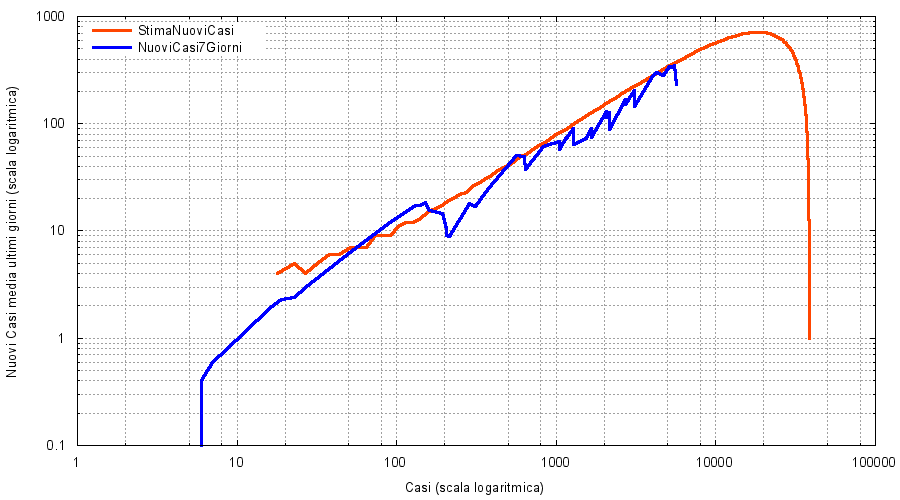 1000
StimaNuoviCasi
NuoviCasi7Giorni
100
10
1
0.1
Nuovi Casi media ultimi giorni (scala logaritmica)
1
10
100
1000
10000
100000
Casi (scala logaritmica)